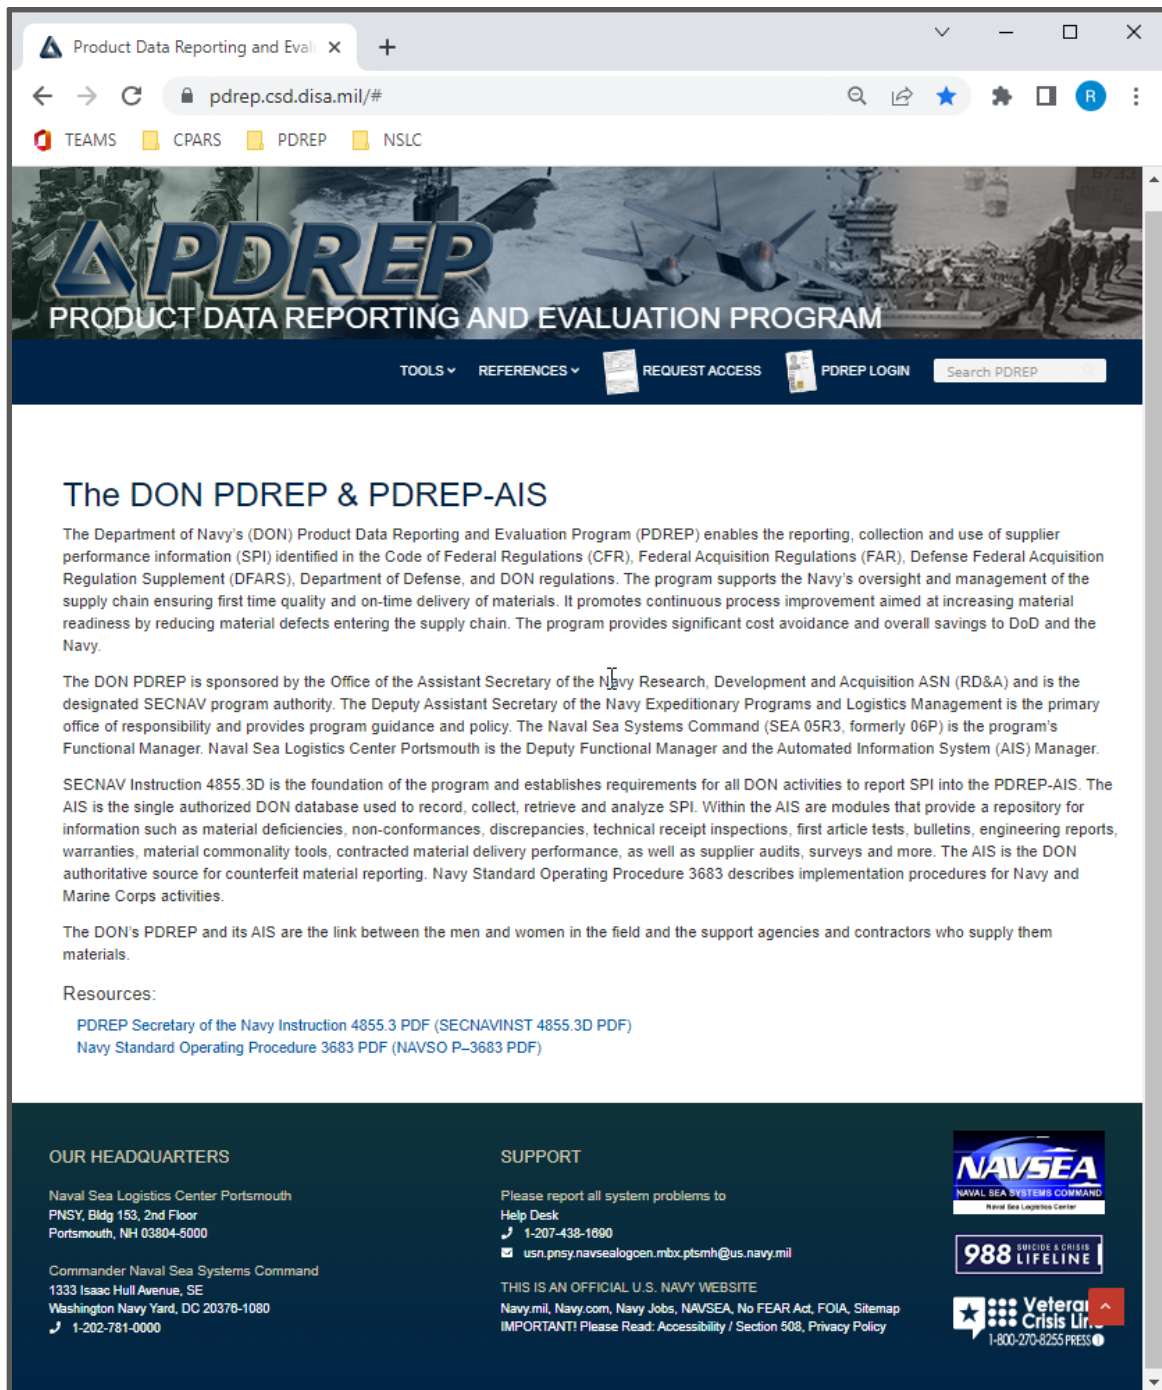 Product Data Reporting and Eval
pdrep.csd.disa.mil/#
R
TEAMS CPARS PDREP NSLC
PDREP
PRODUCT DATA REPORTING AND EVALUATION PROGRAM
TOOLS REFERENCES REQUEST ACCESS PDREP LOGIN Search PDREP
The DON PDREP & PDREP-AIS
The Department of Navy's (DON) Product Data Reporting and Evaluation Program (PDREP) enables the reporting, collection and use of supplier
performance information (SPI) identified in the Code of Federal Regulations (CFR), Federal Acquisition Regulations (FAR), Defense Federal Acquisition
Regulation Supplement (DFARS), Department of Defense, and DON regulations. The program supports the Navy's oversight and management of the
supply chain ensuring first time quality and on-time delivery of materials. It promotes continuous process improvement aimed at increasing material
readiness by reducing material defects entering the supply chain. The program provides significant cost avoidance and overall savings to DoD and the
Navy.
The DON PDREP is sponsored by the Office of the Assistant Secretary of the Navy Research, Development and Acquisition ASN (RD&A) and is the
designated SECNAV program authority. The Deputy Assistant Secretary of the Navy Expeditionary Programs and Logistics Management is the primary
office of responsibility and provides program guidance and policy. The Naval Sea Systems Command (SEA 05R3, formerly 06P) is the program's
Functional Manager. Naval Sea Logistics Center Portsmouth is the Deputy Functional Manager and the Automated Information System (AIS) Manager.
SECNAV Instruction 4855.3D is the foundation of the program and establishes requirements for all DON activities to report SPI into the PDREP-AIS. The
AIS is the single authorized DON database used to record, collect, retrieve and analyze SPI. Within the AIS are modules that provide a repository for
information such as material deficiencies, non-conformances, discrepancies, technical receipt inspections, first article tests, bulletins, engineering reports,
warranties, material commonality tools, contracted material delivery performance, as well as supplier audits, surveys and more. The AIS is the DON
authoritative source for counterfeit material reporting. Navy Standard Operating Procedure 3683 describes implementation procedures for Navy and
Marine Corps activities.
The DON's PDREP and its AIS are the link between the men and women in the field and the support agencies and contractors who supply them
materials.
Resources:
PDREP Secretary of the Navy Instruction 4855.3 PDF (SECNAVINST 4855.3D PDF)
Navy Standard Operating Procedure 3683 PDF (NAVSO P–3683 PDF)
OUR HEADQUARTERS
Naval Sea Logistics Center Portsmouth
PNSY, Bldg 153, 2nd Floor
Portsmouth, NH 03804-5000
Commander Naval Sea Systems Command
1333 Isaac Hull Avenue, SE
Washington Navy Yard, DC 20376-1080
1-202-781-0000
SUPPORT
Please report all system problems to
Help Desk
1-207-438-1690
usn.pnsy.navsealogcen.mbx.ptsmh@us.navy.mil
THIS IS AN OFFICIAL U.S. NAVY WEBSITE
Navy.mil, Navy.com, Navy Jobs, NAVSEA, No FEAR Act, FOIA, Sitemap
IMPORTANT! Please Read: Accessibility / Section 508, Privacy Policy
NAVSEA
NAVAL SEA SYSTEMS COMMAND
Naval Sea Logistics Center
988 SUICIDE & CRISIS
LIFELINE
Veteran
Crisis Lin
1-800-270-8255 PRESS 1